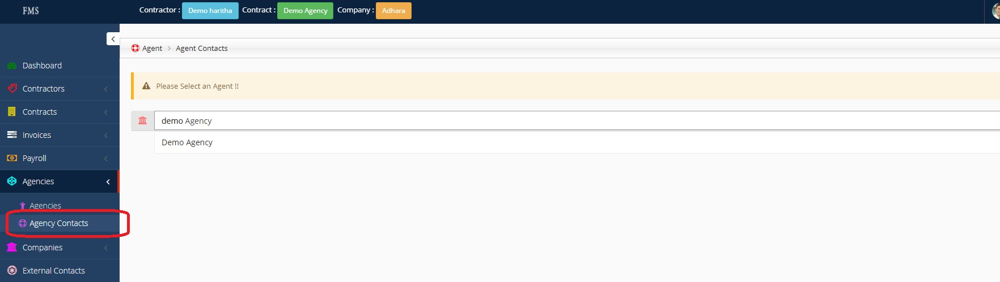 FMS
Contractor : Demo haritha Contract : Demo Agency Company : Adhara
Agent > Agent Contacts
Dashboard
Contractors
Contracts
Invoices
Payroll
Agencies
Agencies
Agency Contacts
Companies
External Contacts
Please Select an Agent !!
demo Agency
Demo Agency